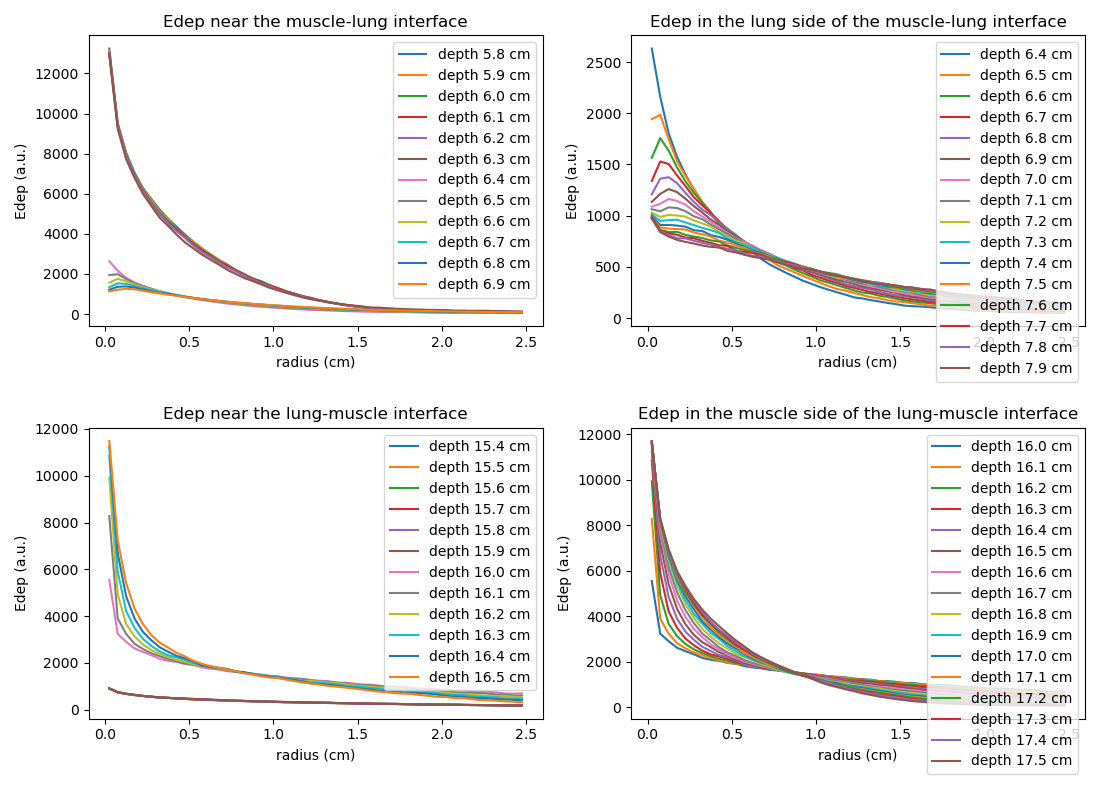 Edep near the muscle-lung interface
Edep (a.u.)
12000
10000
8000
6000
4000
2000
0
0.0 0.5 1.0 1.5 2.0 2.5
radius (cm)
depth 5.8 cm
depth 5.9 cm
depth 6.0 cm
depth 6.1 cm
depth 6.2 cm
depth 6.3 cm
depth 6.4 cm
depth 6.5 cm
depth 6.6 cm
depth 6.7 cm
depth 6.8 cm
depth 6.9 cm
Edep in the lung side of the muscle-lung interface
Edep (a.u.)
2500
2000
1500
1000
500
0
0.0 0.5 1.0 1.5 2.0 2.5
radius (cm)
depth 6.4 cm
depth 6.5 cm
depth 6.6 cm
depth 6.7 cm
depth 6.8 cm
depth 6.9 cm
depth 7.0 cm
depth 7.1 cm
depth 7.2 cm
depth 7.3 cm
depth 7.4 cm
depth 7.5 cm
depth 7.6 cm
depth 7.7 cm
depth 7.8 cm
depth 7.9 cm
Edep near the lung-muscle interface
Edep (a.u.)
12000
10000
8000
6000
4000
2000
0
0.0 0.5 1.0 1.5 2.0 2.5
radius (cm)
depth 15.4 cm
depth 15.5 cm
depth 15.6 cm
depth 15.7 cm
depth 15.8 cm
depth 15.9 cm
depth 16.0 cm
depth 16.1 cm
depth 16.2 cm
depth 16.3 cm
depth 16.4 cm
depth 16.5 cm
Edep in the muscle side of the lung-muscle interface
Edep (a.u.)
12000
10000
8000
6000
4000
2000
0
0.0 0.5 1.0 1.5 2.0 2.5
radius (cm)
depth 16.0 cm
depth 16.1 cm
depth 16.2 cm
depth 16.3 cm
depth 16.4 cm
depth 16.5 cm
depth 16.6 cm
depth 16.7 cm
depth 16.8 cm
depth 16.9 cm
depth 17.0 cm
depth 17.1 cm
depth 17.2 cm
depth 17.3 cm
depth 17.4 cm
depth 17.5 cm